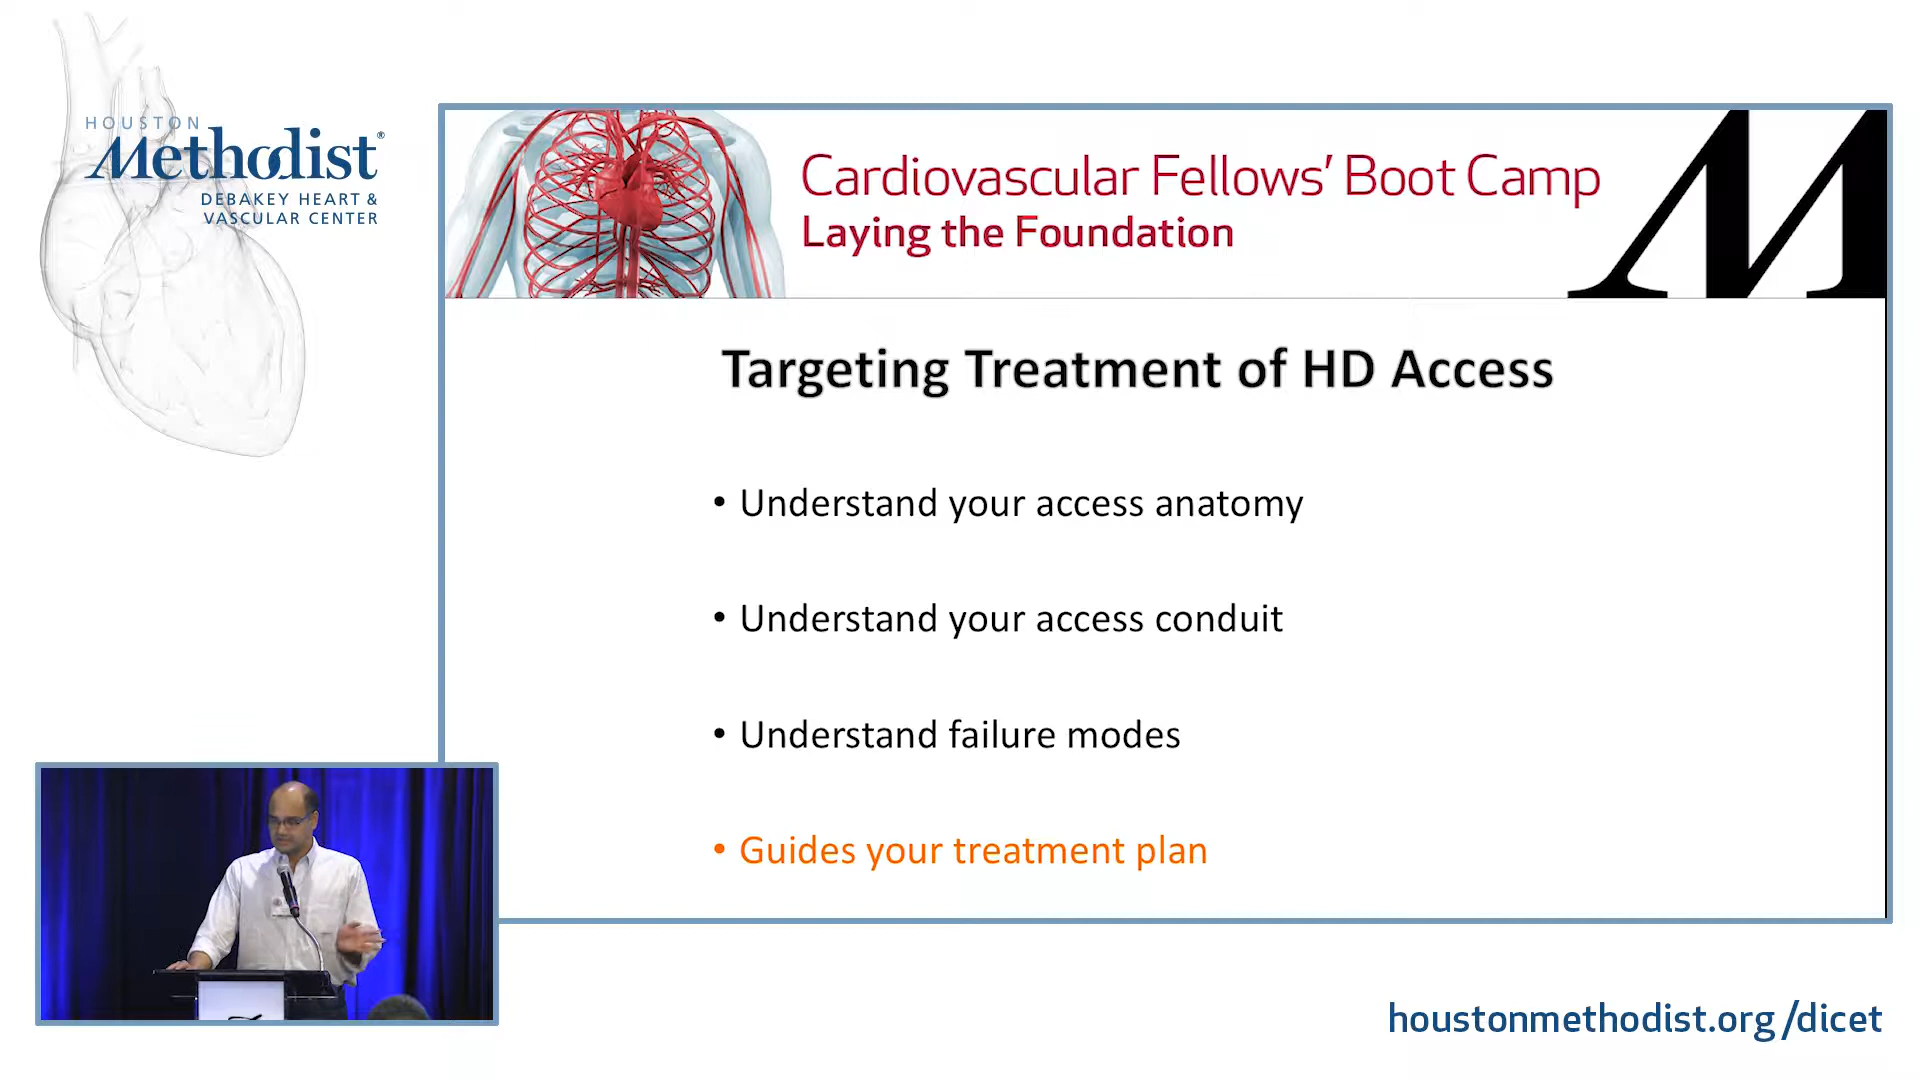 HOUSTON
Methodist®
DEBAKEY HEART &
VASCULAR CENTER
Cardiovascular Fellows' Boot Camp
Laying the Foundation
M
Targeting Treatment of HD Access
• Understand your access anatomy
• Understand your access conduit
• Understand failure modes
• Guides your treatment plan
houstonmethodist.org/dicet